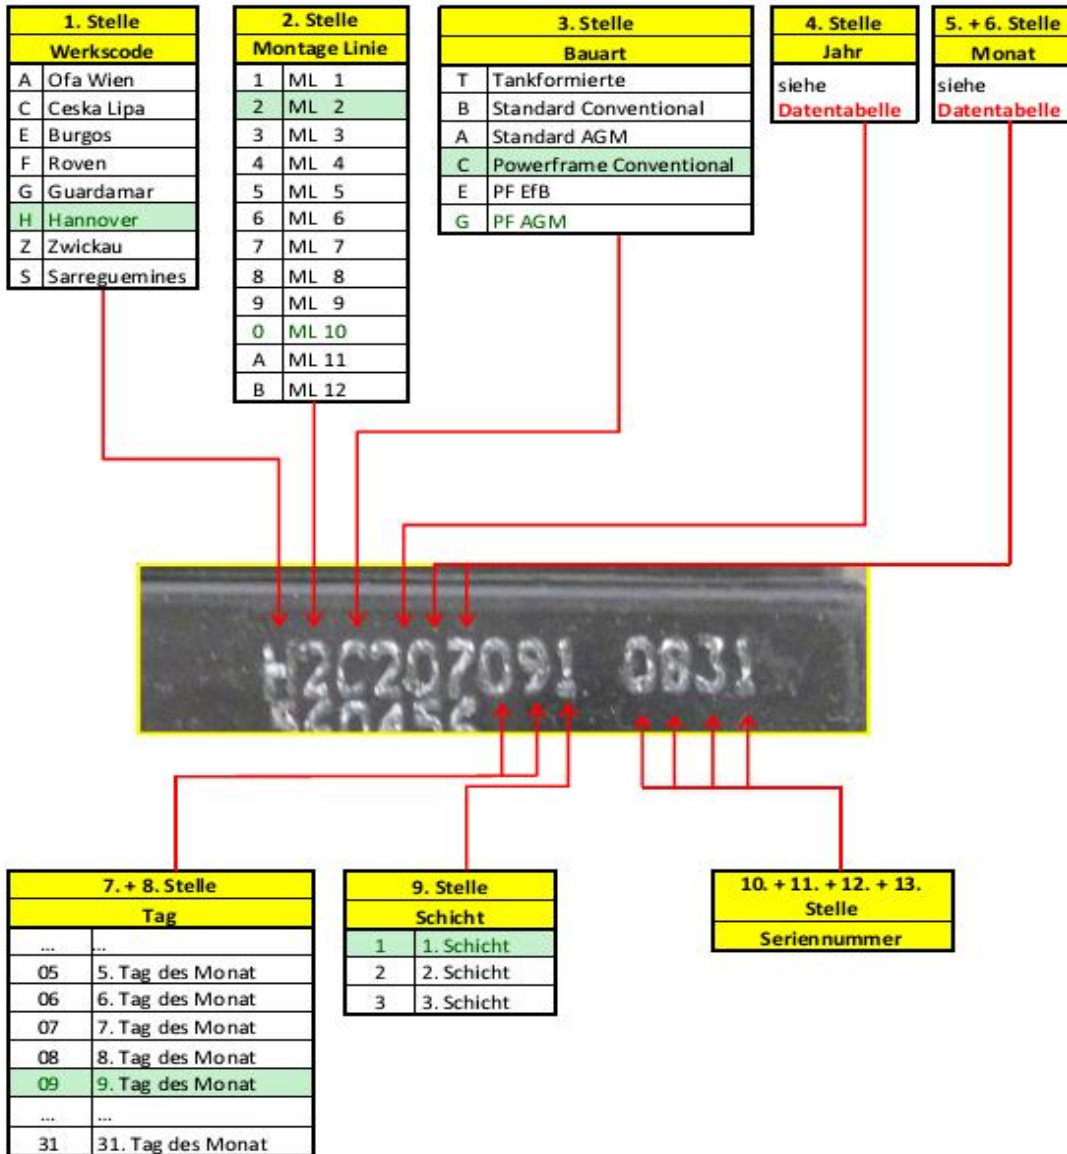 1. Stelle
Werkscode
A Ofa Wien
C Ceska Lipa
E Burgos
F Roven
G Guardamar
H Hannover
Z Zwickau
S Sarreguemines
2. Stelle
Montage Linie
1 ML 1
2 ML 2
3 ML 3
4 ML 4
5 ML 5
6 ML 6
7 ML 7
8 ML 8
9 ML 9
0 ML 10
A ML 11
B ML 12
3. Stelle
Bauart
T Tankformierte
B Standard Conventional
A Standard AGM
C Powerframe Conventional
E PF EfB
G PF AGM
4. Stelle
Jahr
siehe
Datentabelle
5. + 6. Stelle
Monat
siehe
Datentabelle
H2C207091 0831
7. + 8. Stelle
Tag
... ...
05 5. Tag des Monat
06 6. Tag des Monat
07 7. Tag des Monat
08 8. Tag des Monat
09 9. Tag des Monat
... ...
31 31. Tag des Monat
9. Stelle
Schicht
1 1. Schicht
2 2. Schicht
3 3. Schicht
10. + 11. + 12. + 13.
Stelle
Seriennummer